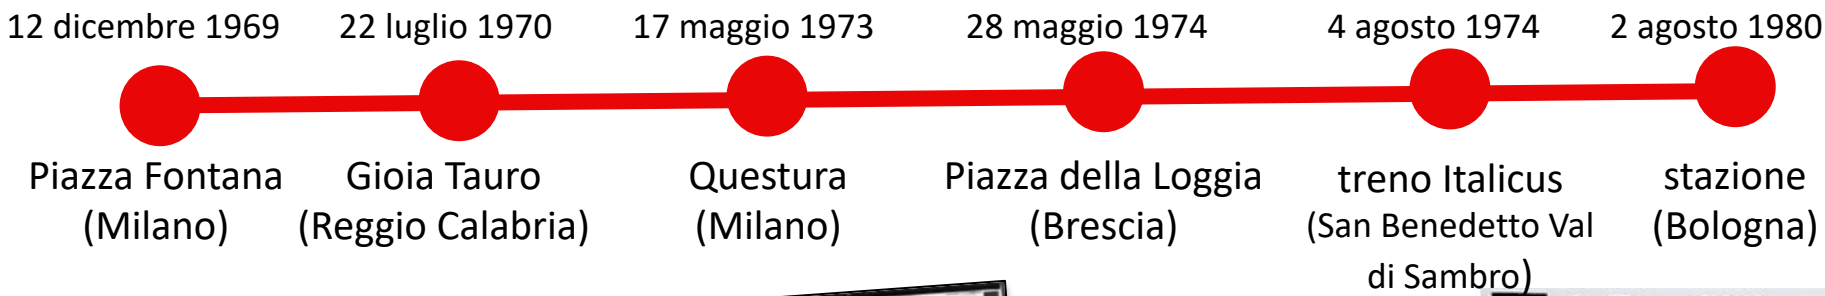 12 dicembre 1969
22 luglio 1970
17 maggio 1973
28 maggio 1974
4 agosto 1974
2 agosto 1980
Piazza Fontana
(Milano)
Gioia Tauro
(Reggio Calabria)
Questura
(Milano)
Piazza della Loggia
(Brescia)
treno Italicus
(San Benedetto Val
di Sambro)
stazione
(Bologna)